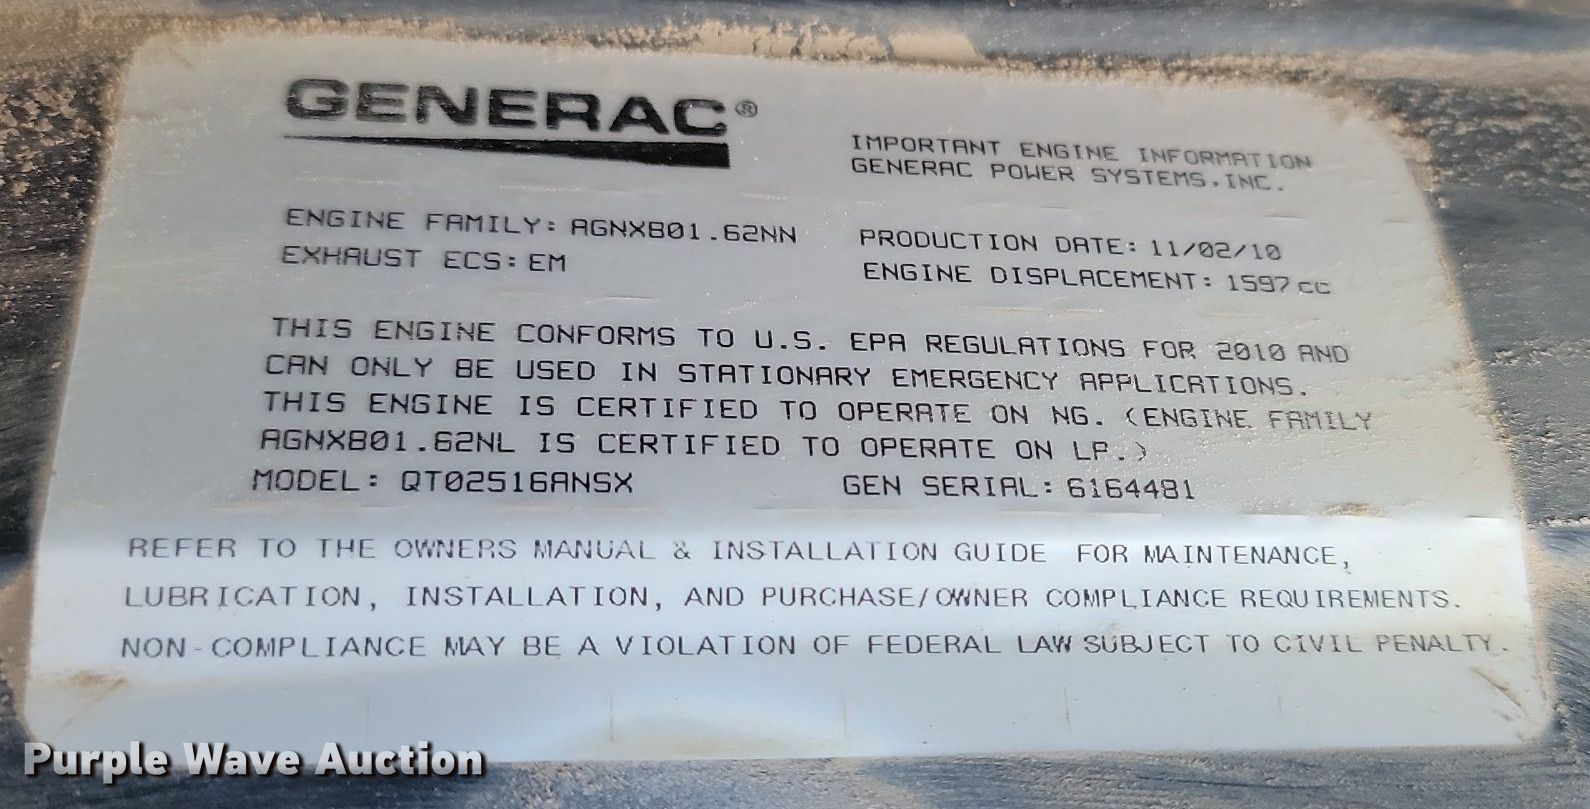 GENERAC®
IMPORTANT ENGINE INFORMATION
GENERAC POWER SYSTEMS, INC.
ENGINE FAMILY: AGNXB01.62NN
EXHAUST ECS: EM
PRODUCTION DATE: 11/02/10
ENGINE DISPLACEMENT: 1597 cc
THIS ENGINE CONFORMS TO U.S. EPA REGULATIONS FOR 2010 AND
CAN ONLY BE USED IN STATIONARY EMERGENCY APPLICATIONS.
THIS ENGINE IS CERTIFIED TO OPERATE ON NG. (ENGINE FAMILY
AGNXB01.62NL IS CERTIFIED TO OPERATE ON LP.)
MODEL: QT02516ANSX GEN SERIAL: 6164481
REFER TO THE OWNERS MANUAL & INSTALLATION GUIDE FOR MAINTENANCE,
LUBRICATION, INSTALLATION, AND PURCHASE/OWNER COMPLIANCE REQUIREMENTS.
NON-COMPLIANCE MAY BE A VIOLATION OF FEDERAL LAW SUBJECT TO CIVIL PENALTY.
Purple Wave Auction